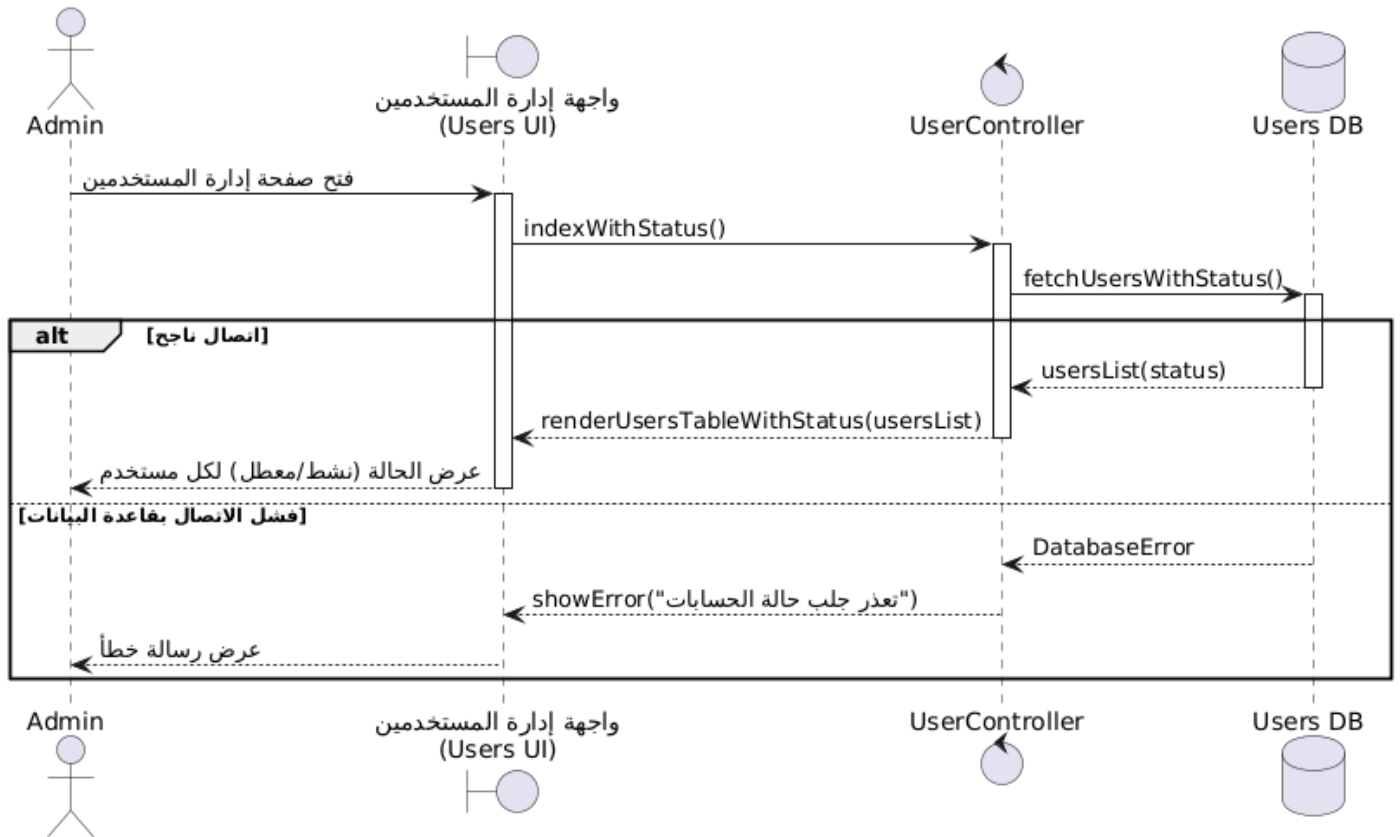 Admin
واجهة إدارة المستخدمين
(Users UI)
UserController
Users DB
فتح صفحة إدارة المستخدمين
indexWithStatus()
fetchUsersWithStatus()
alt [اتصال ناجح]
usersList(status)
renderUsersTableWithStatus(usersList)
عرض الحالة (نشط/معطل) لكل مستخدم
[فشل الاتصال بقاعدة البيانات]
DatabaseError
showError("تعذر جلب حالة الحسابات")
عرض رسالة خطأ
Admin
واجهة إدارة المستخدمين
(Users UI)
UserController
Users DB